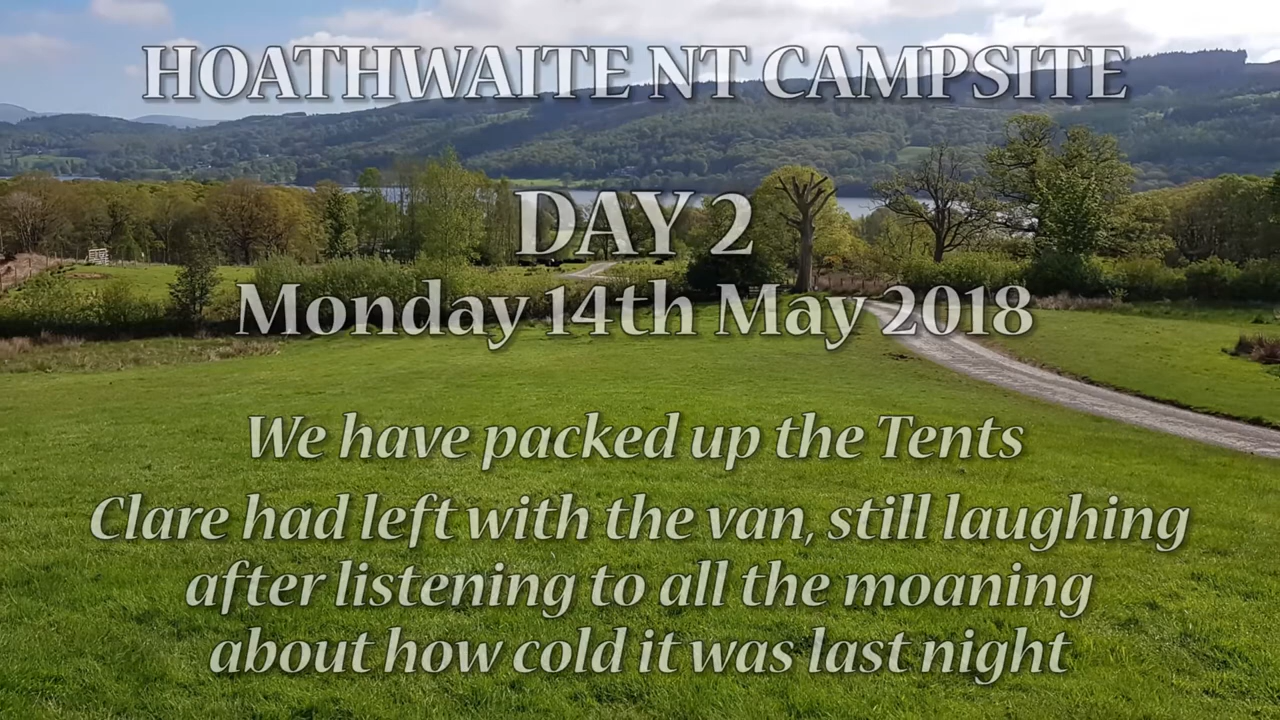 HOATHWAITE NT CAMPSITE
DAY 2
Monday 14th May 2018
We have packed up the Tents
Clare had left with the van, still laughing
after listening to all the moaning
about how cold it was last night